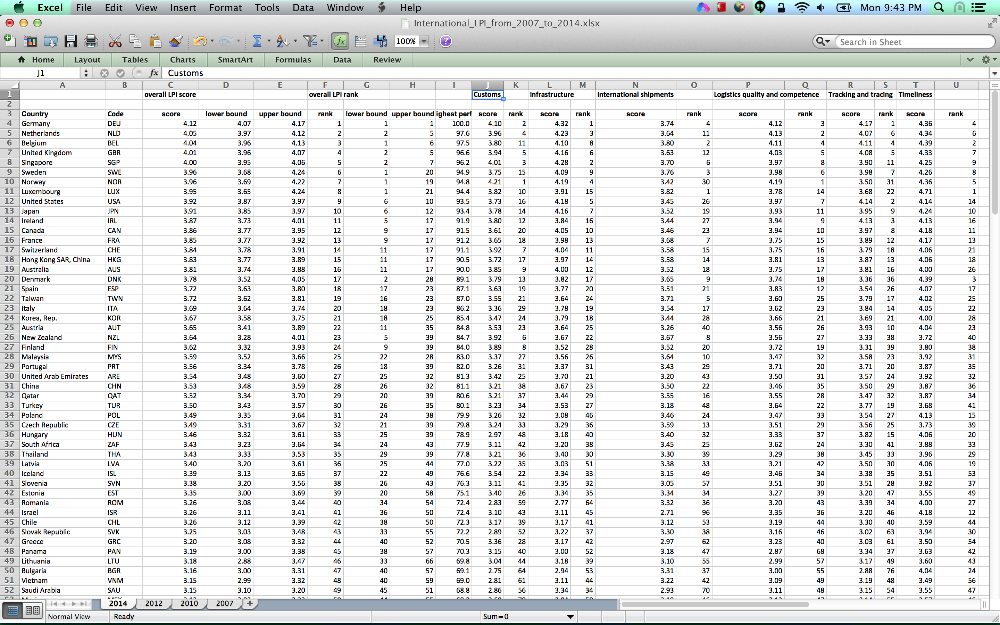 Excel File Edit View Insert Format Tools Data Window Help Mon 9:43 PM
International_LPI_from_2007_to_2014.xlsx
100% Search in Sheet
Home Layout Tables Charts SmartArt Formulas Data Review
J1 fx Customs
A B C D E F G H I J K L M N O P Q R S T U
1 overall LPI score overall LPI rank Customs Infrastructure International shipments Logistics quality and competence Tracking and tracing Timeliness
2
3 Country Code score lower bound upper bound rank lower bound upper bound ighest perf score rank score rank score rank score rank score rank score rank
4 Germany DEU 4.12 4.07 4.17 1 1 1 100.0 4.10 2 4.32 1 3.74 4 4.12 3 4.17 1 4.36 4
5 Netherlands NLD 4.05 3.97 4.12 2 2 5 97.6 3.96 4 4.23 3 3.64 11 4.13 2 4.07 6 4.34 6
6 Belgium BEL 4.04 3.96 4.13 3 1 6 97.5 3.80 11 4.10 8 3.80 2 4.11 4 4.11 4 4.39 2
7 United Kingdom GBR 4.01 3.96 4.07 4 2 5 96.6 3.94 5 4.16 6 3.63 12 4.03 5 4.08 5 4.33 7
8 Singapore SGP 4.00 3.95 4.06 5 2 7 96.2 4.01 3 4.28 2 3.70 6 3.97 8 3.90 11 4.25 9
9 Sweden SWE 3.96 3.68 4.24 6 1 20 94.9 3.75 15 4.09 9 3.76 3 3.98 6 3.98 7 4.26 8
10 Norway NOR 3.96 3.69 4.22 7 1 19 94.8 4.21 1 4.19 4 3.42 30 4.19 1 3.50 31 4.36 5
11 Luxembourg LUX 3.95 3.65 4.24 8 1 21 94.4 3.82 10 3.91 15 3.82 1 3.78 14 3.68 22 4.71 1
12 United States USA 3.92 3.87 3.97 9 6 10 93.5 3.73 16 4.18 5 3.45 26 3.97 7 4.14 2 4.14 14
13 Japan JPN 3.91 3.85 3.97 10 6 12 93.4 3.78 14 4.16 7 3.52 19 3.93 11 3.95 9 4.24 10
14 Ireland IRL 3.87 3.73 4.01 11 5 17 91.9 3.80 12 3.84 16 3.44 27 3.94 9 4.13 3 4.13 16
15 Canada CAN 3.86 3.77 3.95 12 9 17 91.5 3.61 20 4.05 10 3.46 23 3.94 10 3.97 8 4.18 11
16 France FRA 3.85 3.77 3.92 13 9 17 91.2 3.65 18 3.98 13 3.68 7 3.75 15 3.89 12 4.17 13
17 Switzerland CHE 3.84 3.78 3.91 14 11 17 91.1 3.92 7 4.04 11 3.58 15 3.75 16 3.79 18 4.06 21
18 Hong Kong SAR, China HKG 3.83 3.77 3.89 15 11 17 90.5 3.72 17 3.97 14 3.58 14 3.81 13 3.87 13 4.06 18
19 Australia AUS 3.81 3.74 3.88 16 11 17 90.0 3.85 9 4.00 12 3.52 18 3.75 17 3.81 16 4.00 26
20 Denmark DNK 3.78 3.52 4.05 17 2 28 89.1 3.79 13 3.82 17 3.65 9 3.74 18 3.36 36 4.39 3
21 Spain ESP 3.72 3.63 3.80 18 17 23 87.1 3.63 19 3.77 20 3.51 21 3.83 12 3.54 26 4.07 17
22 Taiwan TWN 3.72 3.62 3.81 19 16 23 87.0 3.55 21 3.64 24 3.71 5 3.60 25 3.79 17 4.02 25
23 Italy ITA 3.69 3.64 3.74 20 18 23 86.2 3.36 29 3.78 19 3.54 17 3.62 23 3.84 14 4.05 22
24 Korea, Rep. KOR 3.67 3.58 3.75 21 18 25 85.4 3.47 24 3.79 18 3.44 28 3.66 21 3.69 21 4.00 28
25 Austria AUT 3.65 3.41 3.89 22 11 35 84.8 3.53 23 3.64 25 3.26 40 3.56 26 3.93 10 4.04 23
26 New Zealand NZL 3.64 3.28 4.01 23 5 39 84.7 3.92 6 3.67 22 3.67 8 3.56 27 3.33 38 3.72 40
27 Finland FIN 3.62 3.32 3.93 24 9 39 84.0 3.89 8 3.52 28 3.52 20 3.72 19 3.31 39 3.80 38
28 Malaysia MYS 3.59 3.52 3.66 25 22 28 83.0 3.37 27 3.56 26 3.64 10 3.47 32 3.58 23 3.92 31
29 Portugal PRT 3.56 3.34 3.78 26 18 39 82.0 3.26 31 3.37 31 3.43 29 3.71 20 3.71 20 3.87 35
30 United Arab Emirates ARE 3.54 3.48 3.60 27 25 32 81.3 3.42 25 3.70 21 3.20 43 3.50 31 3.57 24 3.92 32
31 China CHN 3.53 3.48 3.59 28 26 32 81.1 3.21 38 3.67 23 3.50 22 3.46 35 3.50 29 3.87 36
32 Qatar QAT 3.52 3.34 3.70 29 20 39 80.6 3.21 37 3.44 29 3.55 16 3.55 28 3.47 32 3.87 34
33 Turkey TUR 3.50 3.43 3.57 30 26 35 80.1 3.23 34 3.53 27 3.18 48 3.64 22 3.77 19 3.68 41
34 Poland POL 3.49 3.35 3.64 31 24 38 79.9 3.26 32 3.08 46 3.46 24 3.47 33 3.54 27 4.13 15
35 Czech Republic CZE 3.49 3.31 3.67 32 21 39 79.8 3.24 33 3.29 36 3.59 13 3.51 29 3.56 25 3.73 39
36 Hungary HUN 3.46 3.32 3.61 33 25 39 78.9 2.97 48 3.18 40 3.40 32 3.33 37 3.82 15 4.06 20
37 South Africa ZAF 3.43 3.23 3.64 34 24 43 77.9 3.11 42 3.20 38 3.45 25 3.62 24 3.30 41 3.88 33
38 Thailand THA 3.43 3.33 3.53 35 29 39 77.8 3.21 36 3.40 30 3.30 39 3.29 38 3.45 33 3.96 29
39 Latvia LVA 3.40 3.20 3.61 36 25 44 77.0 3.22 35 3.03 51 3.38 33 3.21 42 3.50 30 4.06 19
40 Iceland ISL 3.39 3.13 3.65 37 22 49 76.6 3.54 22 3.34 33 3.15 49 3.46 34 3.38 35 3.51 53
41 Slovenia SVN 3.38 3.20 3.56 38 26 43 76.3 3.11 41 3.35 32 3.05 57 3.51 30 3.51 28 3.82 37
42 Estonia EST 3.35 3.00 3.69 39 20 58 75.1 3.40 26 3.34 35 3.34 34 3.27 39 3.20 47 3.55 49
43 Romania ROM 3.26 3.08 3.44 40 34 54 72.4 2.83 59 2.77 64 3.32 36 3.20 43 3.39 34 4.00 27
44 Israel ISR 3.26 3.11 3.41 41 36 50 72.4 3.10 43 3.11 45 2.71 96 3.35 36 3.20 46 4.18 12
45 Chile CHL 3.26 3.12 3.39 42 38 50 72.3 3.17 39 3.17 41 3.12 53 3.19 44 3.30 40 3.59 44
46 Slovak Republic SVK 3.25 3.03 3.48 43 33 55 72.2 2.89 52 3.22 37 3.30 38 3.16 46 3.02 63 3.94 30
47 Greece GRC 3.20 3.08 3.32 44 40 52 70.5 3.36 28 3.17 42 2.97 62 3.23 40 3.03 61 3.50 54
48 Panama PAN 3.19 3.00 3.38 45 38 57 70.3 3.15 40 3.00 52 3.18 47 2.87 68 3.34 37 3.63 42
49 Lithuania LTU 3.18 2.88 3.47 46 33 66 69.8 3.04 44 3.18 39 3.10 55 2.99 57 3.17 49 3.60 43
50 Bulgaria BGR 3.16 3.00 3.31 47 40 57 69.1 2.75 64 2.94 53 3.31 37 3.00 55 2.88 76 4.04 24
51 Vietnam VNM 3.15 2.99 3.32 48 40 59 69.0 2.81 61 3.11 44 3.22 42 3.09 49 3.19 48 3.49 56
52 Saudi Arabia SAU 3.15 3.10 3.20 49 45 51 68.8 2.86 56 3.34 34 2.93 70 3.11 48 3.15 54 3.55 47
2014 2012 2010 2007
Normal View Ready Sum=0